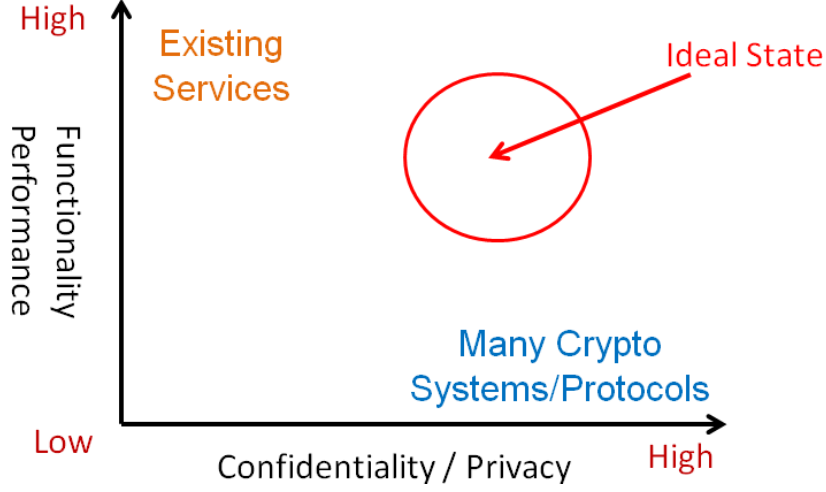 High
Existing
Services
Ideal State
Functionality
Performance
Many Crypto
Systems/Protocols
Low
Confidentiality / Privacy
High